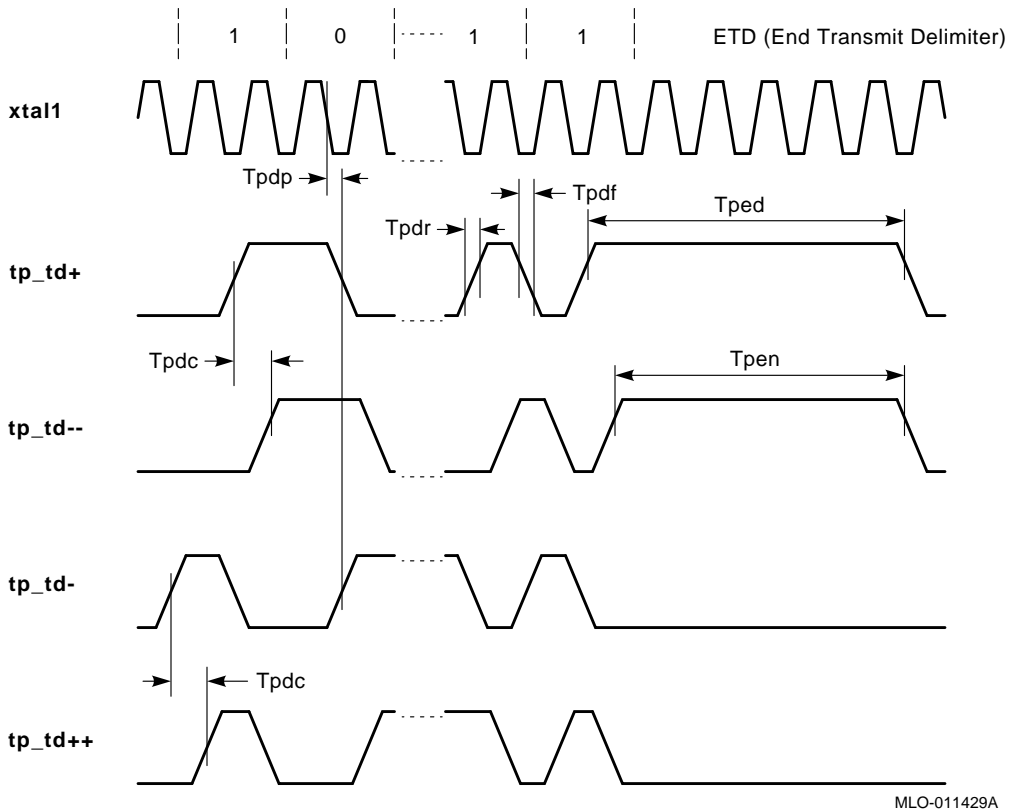 1 0 1 1 ETD (End Transmit Delimiter)
xtal1
Tpdp
Tpdf
Tped
Tpdr
tp_td+
Tpdc
Tpen
tp_td--
tp_td-
Tpdc
tp_td++
MLO-011429A